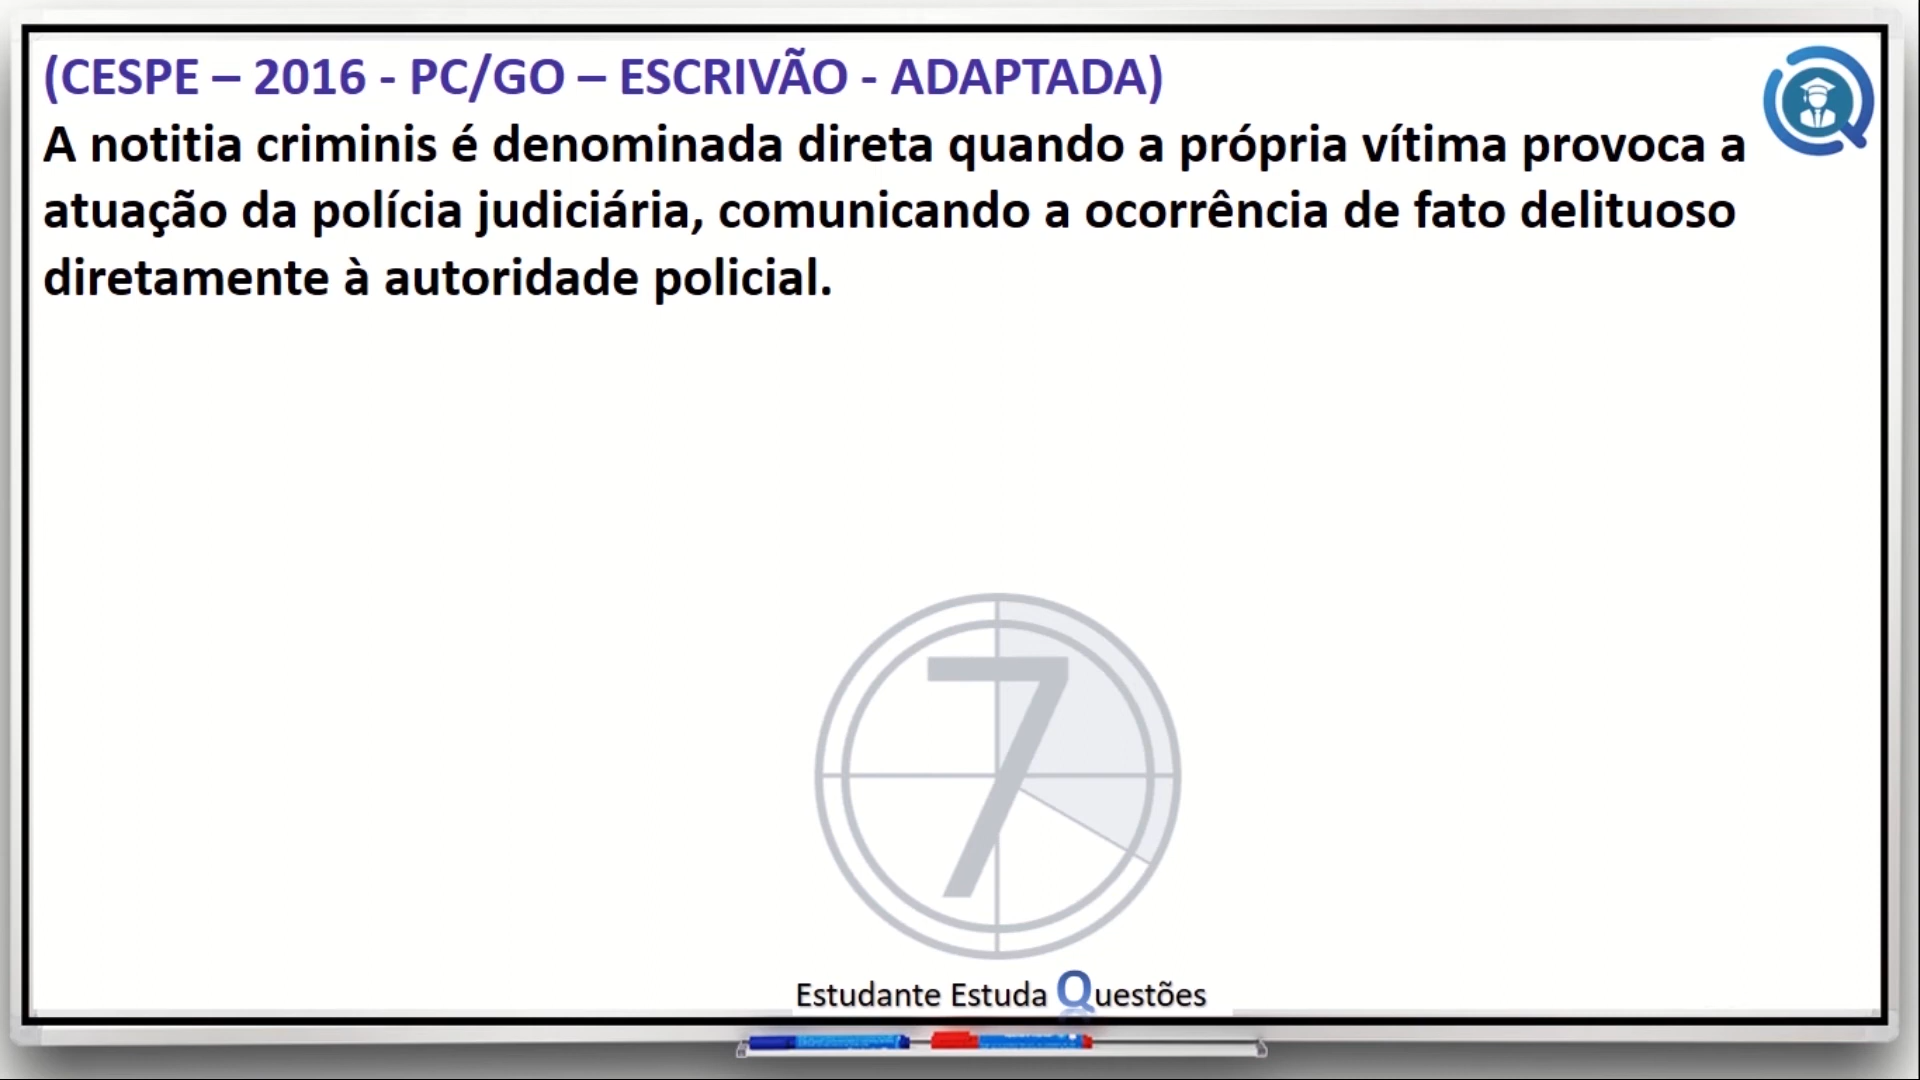 (CESPE – 2016 - PC/GO – ESCRIVÃO - ADAPTADA)
A notitia criminis é denominada direta quando a própria vítima provoca a
atuação da polícia judiciária, comunicando a ocorrência de fato delituoso
diretamente à autoridade policial.
7
Estudante Estuda Questões